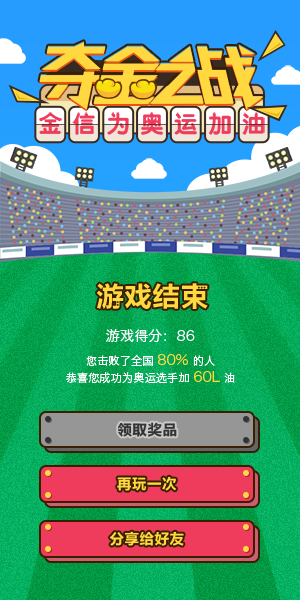 夺金之战
金信为奥运加油
游戏结束
游戏得分：86
您击败了全国 80% 的人
恭喜您成功为奥运选手加 60L 油
领取奖品
再玩一次
分享给好友